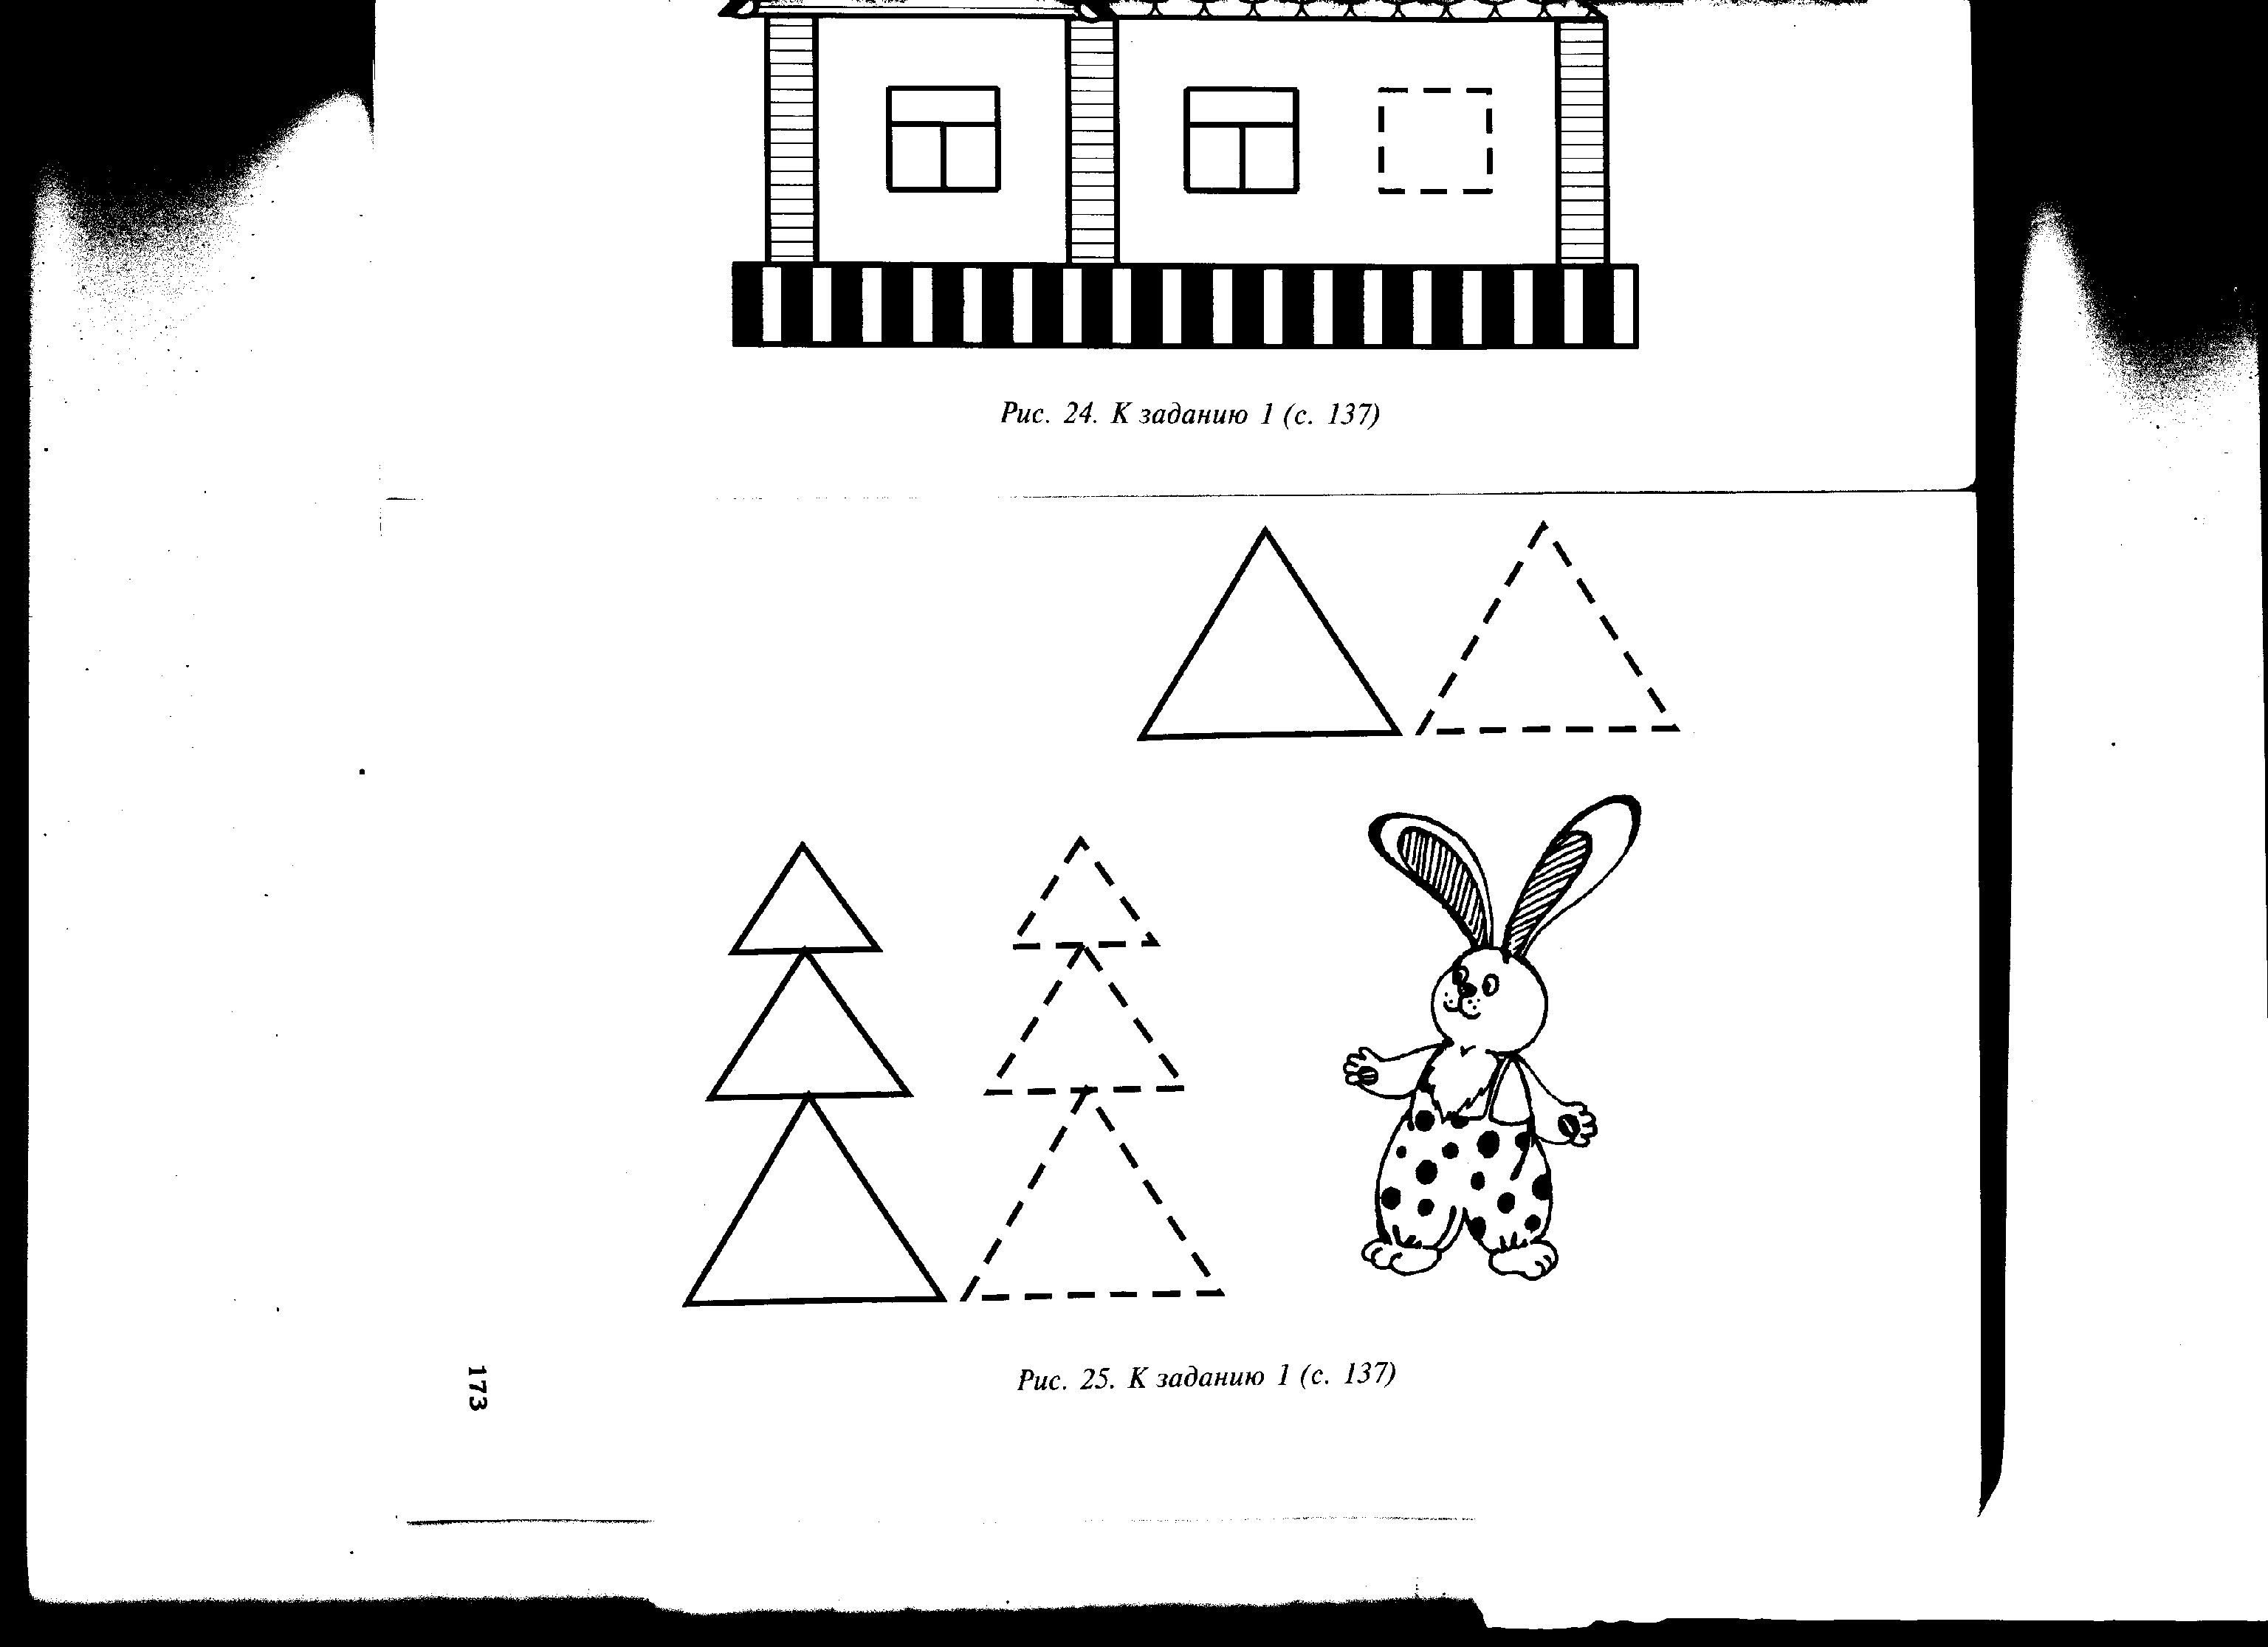 Рис. 24. К заданию 1 (с. 137)
Рис. 25. К заданию 1 (с. 137)
173